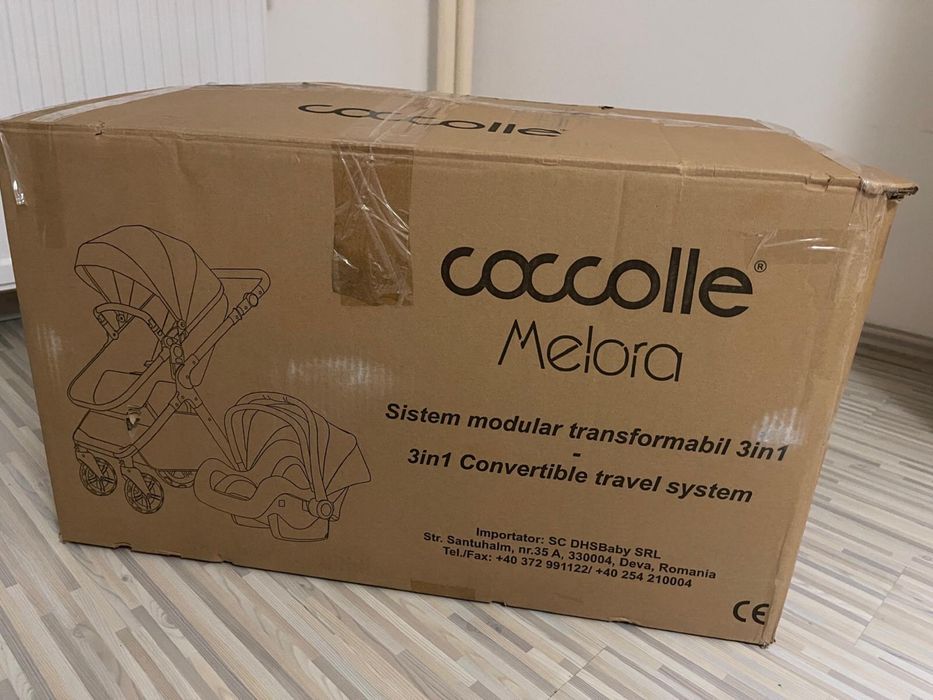 coccolle
coccolle®
Melora
Sistem modular transformabil 3in1
-
3in1 Convertible travel system
Importator: SC DHSBaby SRL
Str. Santuhalm, nr.35 A, 330004, Deva, Romania
Tel./Fax: +40 372 991122/ +40 254 210004
CE